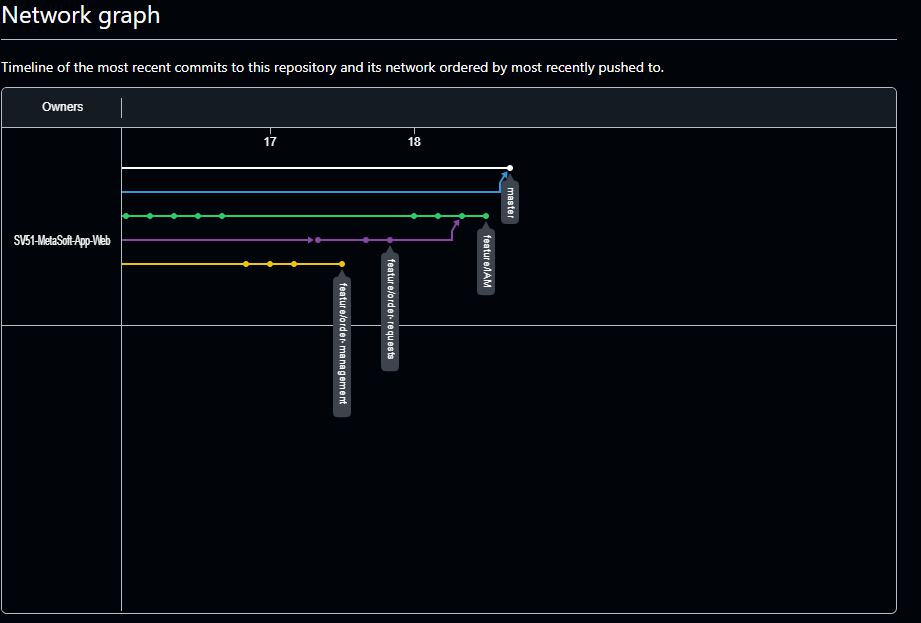 Network graph
Timeline of the most recent commits to this repository and its network ordered by most recently pushed to.
Owners
17
18
SV51-MetaSoft-App-Web
master
feature/IAM
feature/order-requests
feature/order-management